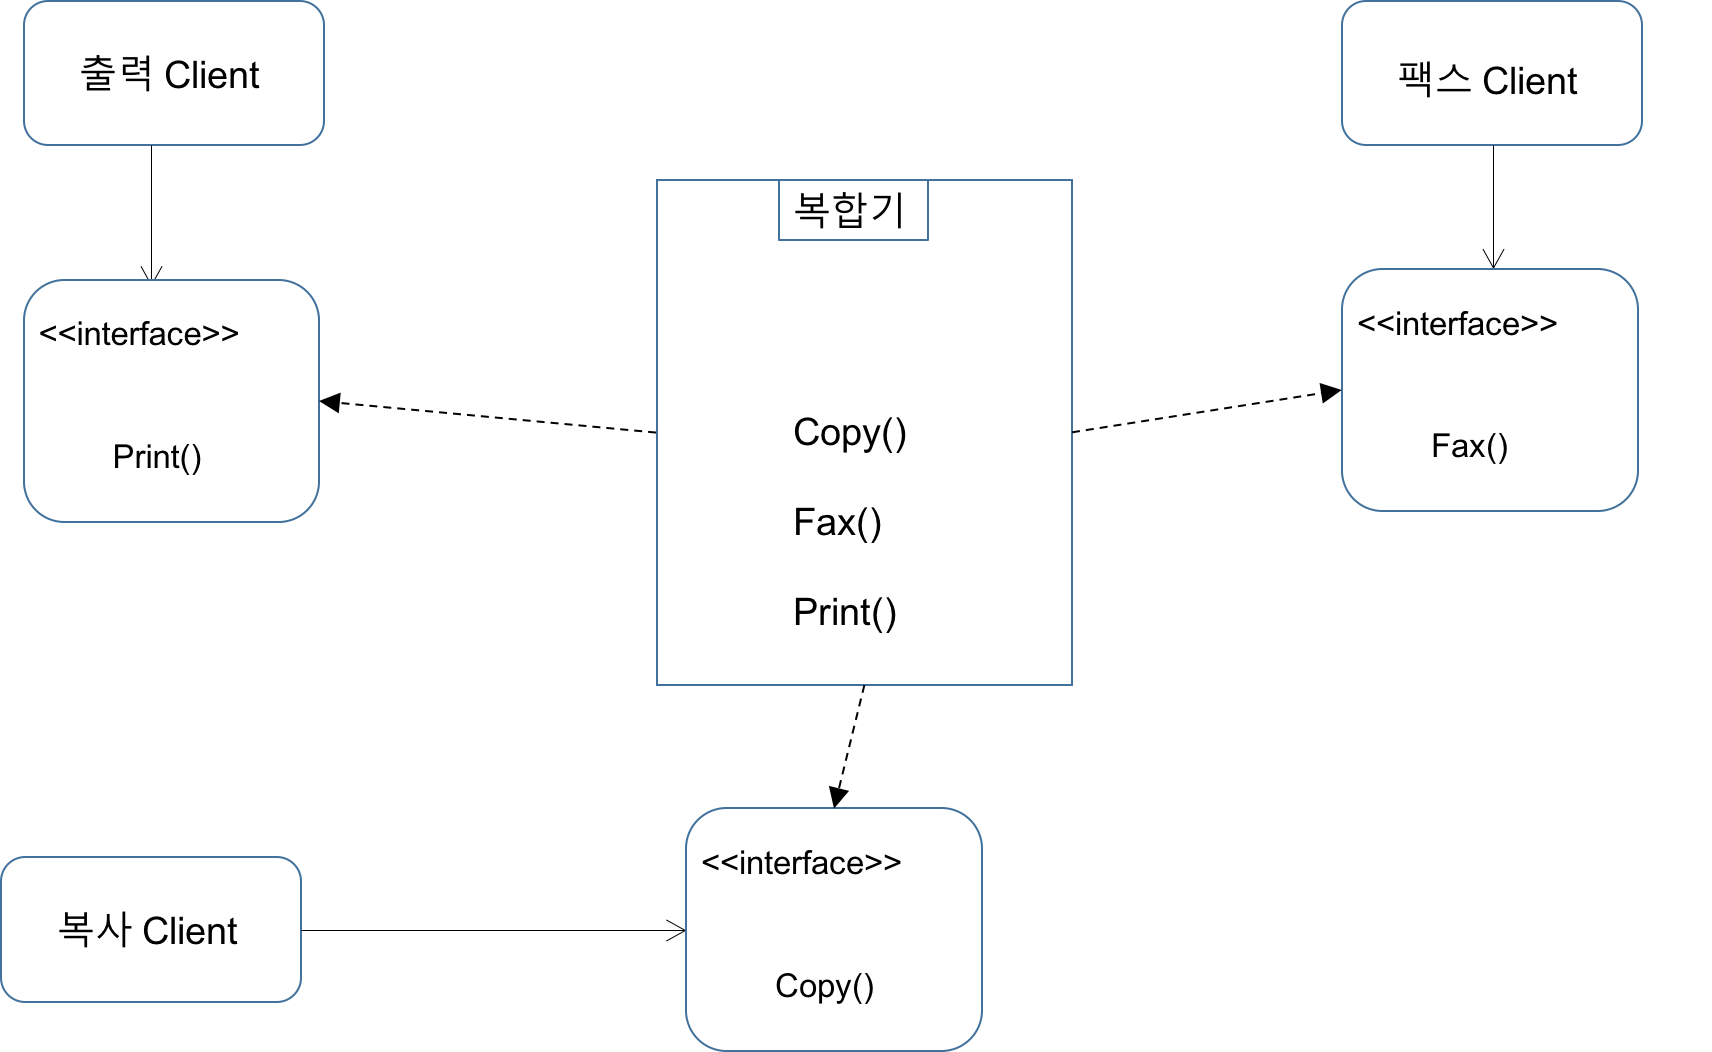 출력 Client
팩스 Client
복합기
<<interface>>
Print()
Copy()
Fax()
Print()
<<interface>>
Fax()
복사 Client
<<interface>>
Copy()